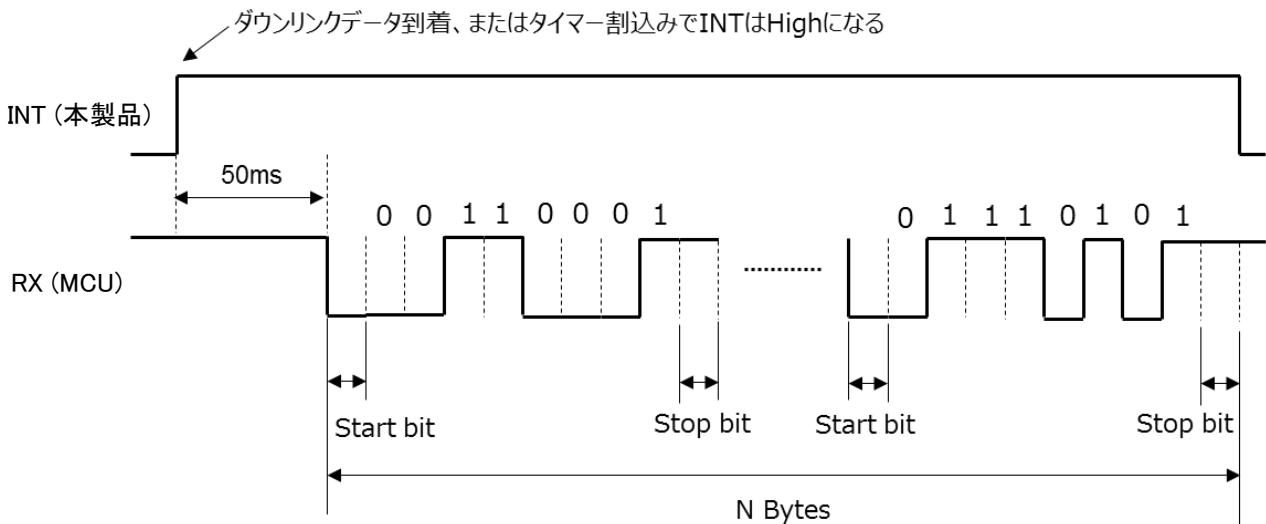 ダウンリンクデータ到着、またはタイマー割込みでINTはHighになる
INT (本製品)
50ms
0 0 1 1 0 0 0 1
0 1 1 1 0 1 0 1
RX (MCU)
............
Start bit
Stop bit
Start bit
Stop bit
N Bytes